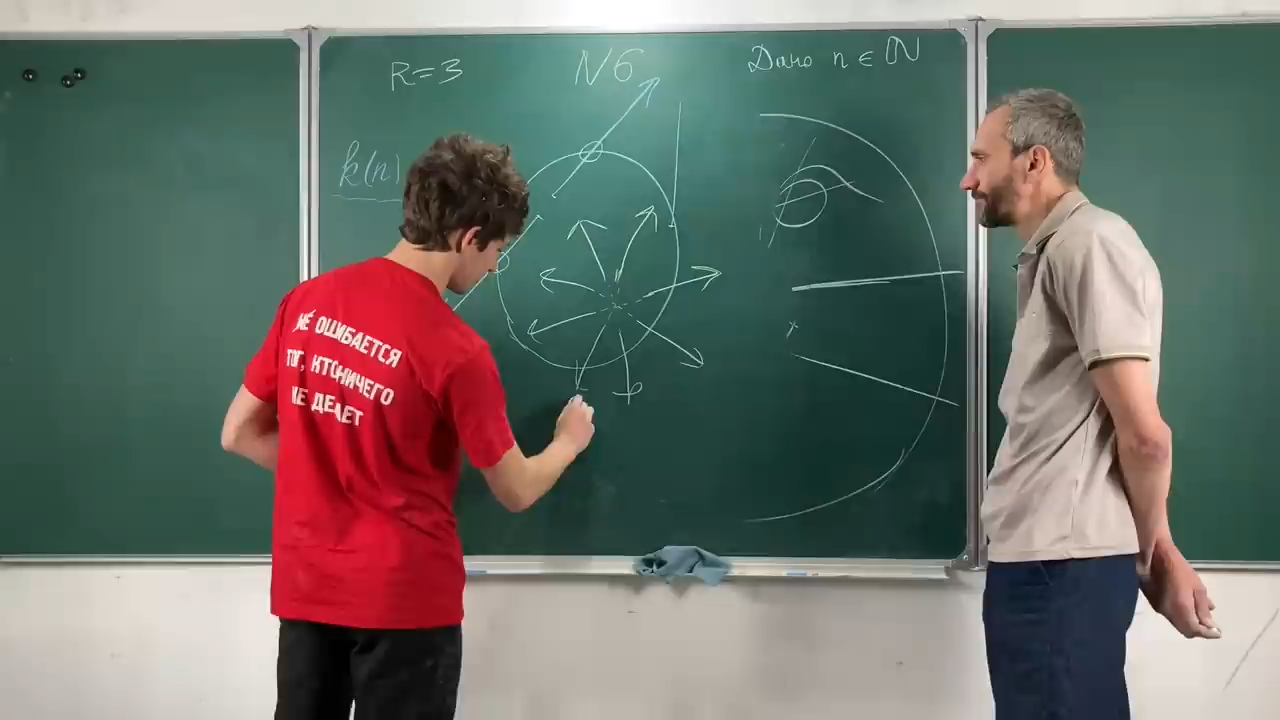 R=3
N6
Дано n ∈ ℕ
k(n)
НЕ ОШИБАЕТСЯ
ТОТ, КТО НИЧЕГО
НЕ ДЕЛАЕТ